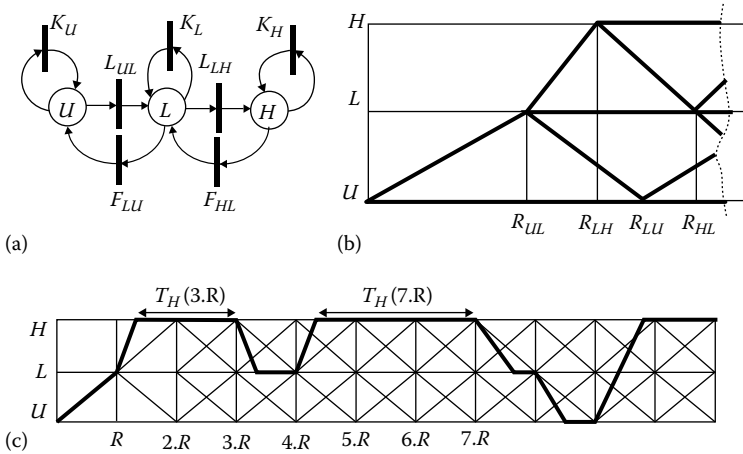 K_U K_L K_H
L_UL L_LH
U L H
F_LU F_HL
(a)
H
L
U
R_UL R_LH R_LU R_HL
(b)
T_H(3.R) T_H(7.R)
H
L
U
R 2.R 3.R 4.R 5.R 6.R 7.R
(c)